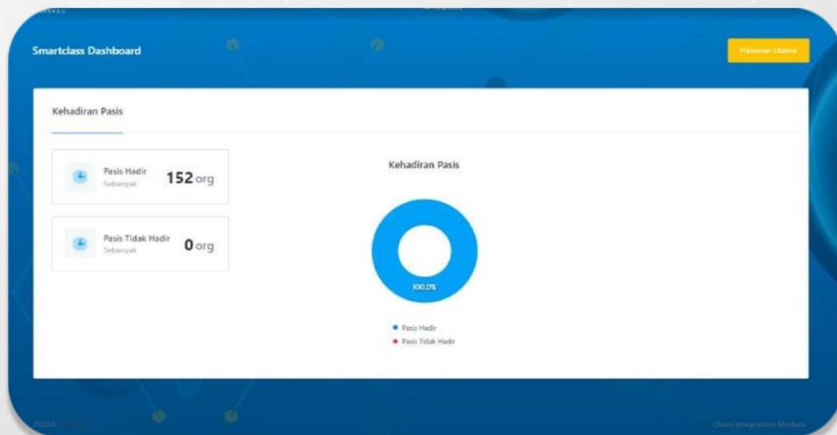 Smartclass Dashboard
Halaman Utama
Kehadiran Pasis
Pasis Hadir
Sebanyak
152 org
Pasis Tidak Hadir
Sebanyak
0 org
Kehadiran Pasis
100.0%
Pasis Hadir
Pasis Tidak Hadir
Chart Integration Module